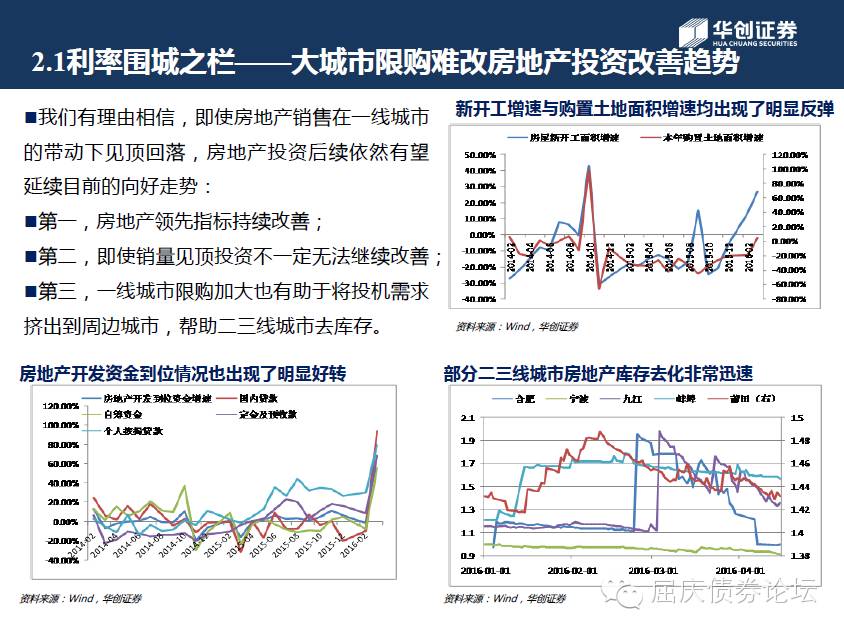 华创证券
HUA CHUANG SECURITIES
2.1利率围城之栏——大城市限购难改房地产投资改善趋势
■我们有理由相信，即使房地产销售在一线城市
的带动下见顶回落，房地产投资后续依然有望
延续目前的向好走势：
■第一，房地产领先指标持续改善；
■第二，即使销量见顶投资不一定无法继续改善；
■第三，一线城市限购加大也有助于将投机需求
挤出到周边城市，帮助二三线城市去库存。
新开工增速与购置土地面积增速均出现了明显反弹
房屋新开工面积增速 本年购置土地面积增速
50.00% 120.00%
40.00% 100.00%
30.00% 80.00%
20.00% 60.00%
10.00% 40.00%
0.00% 20.00%
-10.00% 0.00%
-20.00% -20.00%
-30.00% -40.00%
-40.00% -60.00%
-80.00%
2014-02 2014-04 2014-06 2014-08 2014-10 2014-12 2015-02 2015-04 2015-06 2015-08 2015-10 2015-12 2016-02
资料来源：Wind，华创证券
房地产开发资金到位情况也出现了明显好转
房地产开发到位资金增速 国内贷款
自筹资金 定金及预收款
个人按揭贷款
120.00%
100.00%
80.00%
60.00%
40.00%
20.00%
0.00%
-20.00%
-40.00%
2014-02 2014-04 2014-06 2014-08 2014-10 2014-12 2015-02 2015-04 2015-06 2015-08 2015-10 2015-12 2016-02
资料来源：Wind，华创证券
部分二三线城市房地产库存去化非常迅速
合肥 宁波 九江 蚌埠 莆田（右）
2.1 1.5
1.9 1.48
1.7 1.46
1.5 1.44
1.3 1.42
1.1 1.4
0.9 1.38
2016-01-01 2016-02-01 2016-03-01 2016-04-01
资料来源：Wind，华创证券
屈庆债券论坛